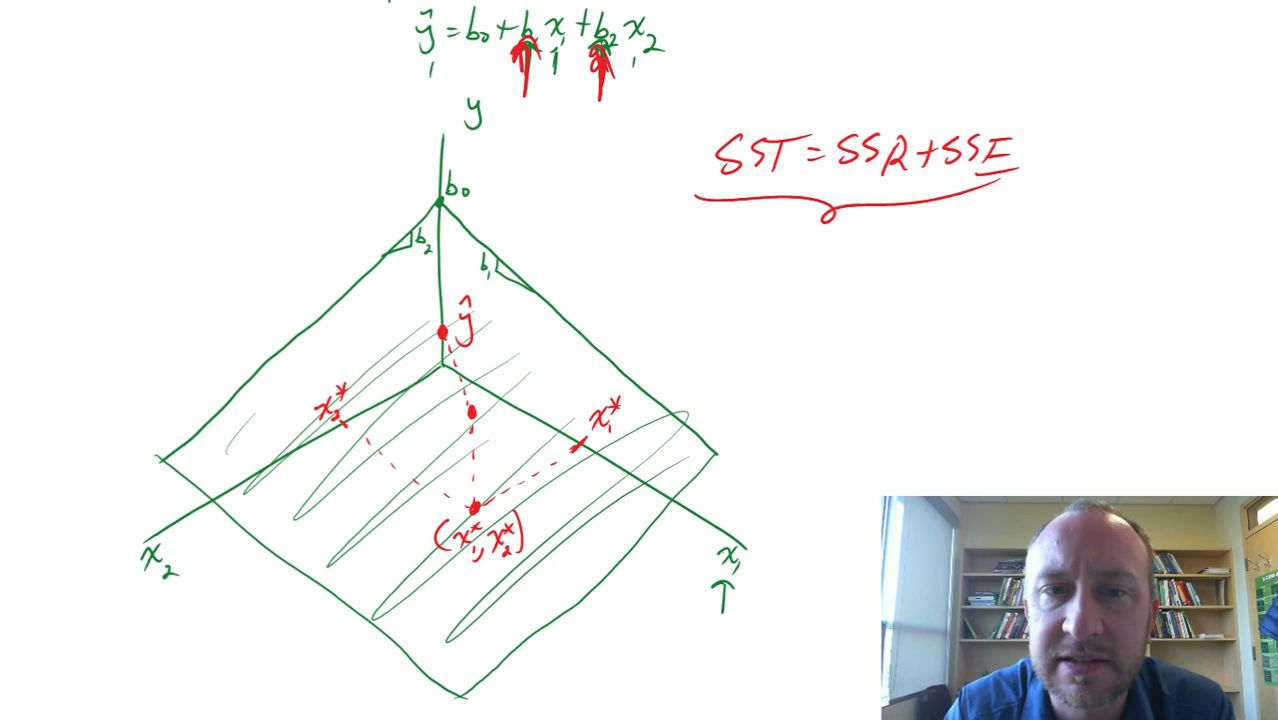 ŷ = b₀ + b₁x₁ + b₂x₂
y
SST = SSR + SSE
b₀
b₂
b₁
ŷ
x₂*
x₁*
(x₁*, x₂*)
x₂
x₁